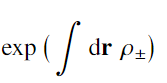 exp ( ∫ dr ρ± )